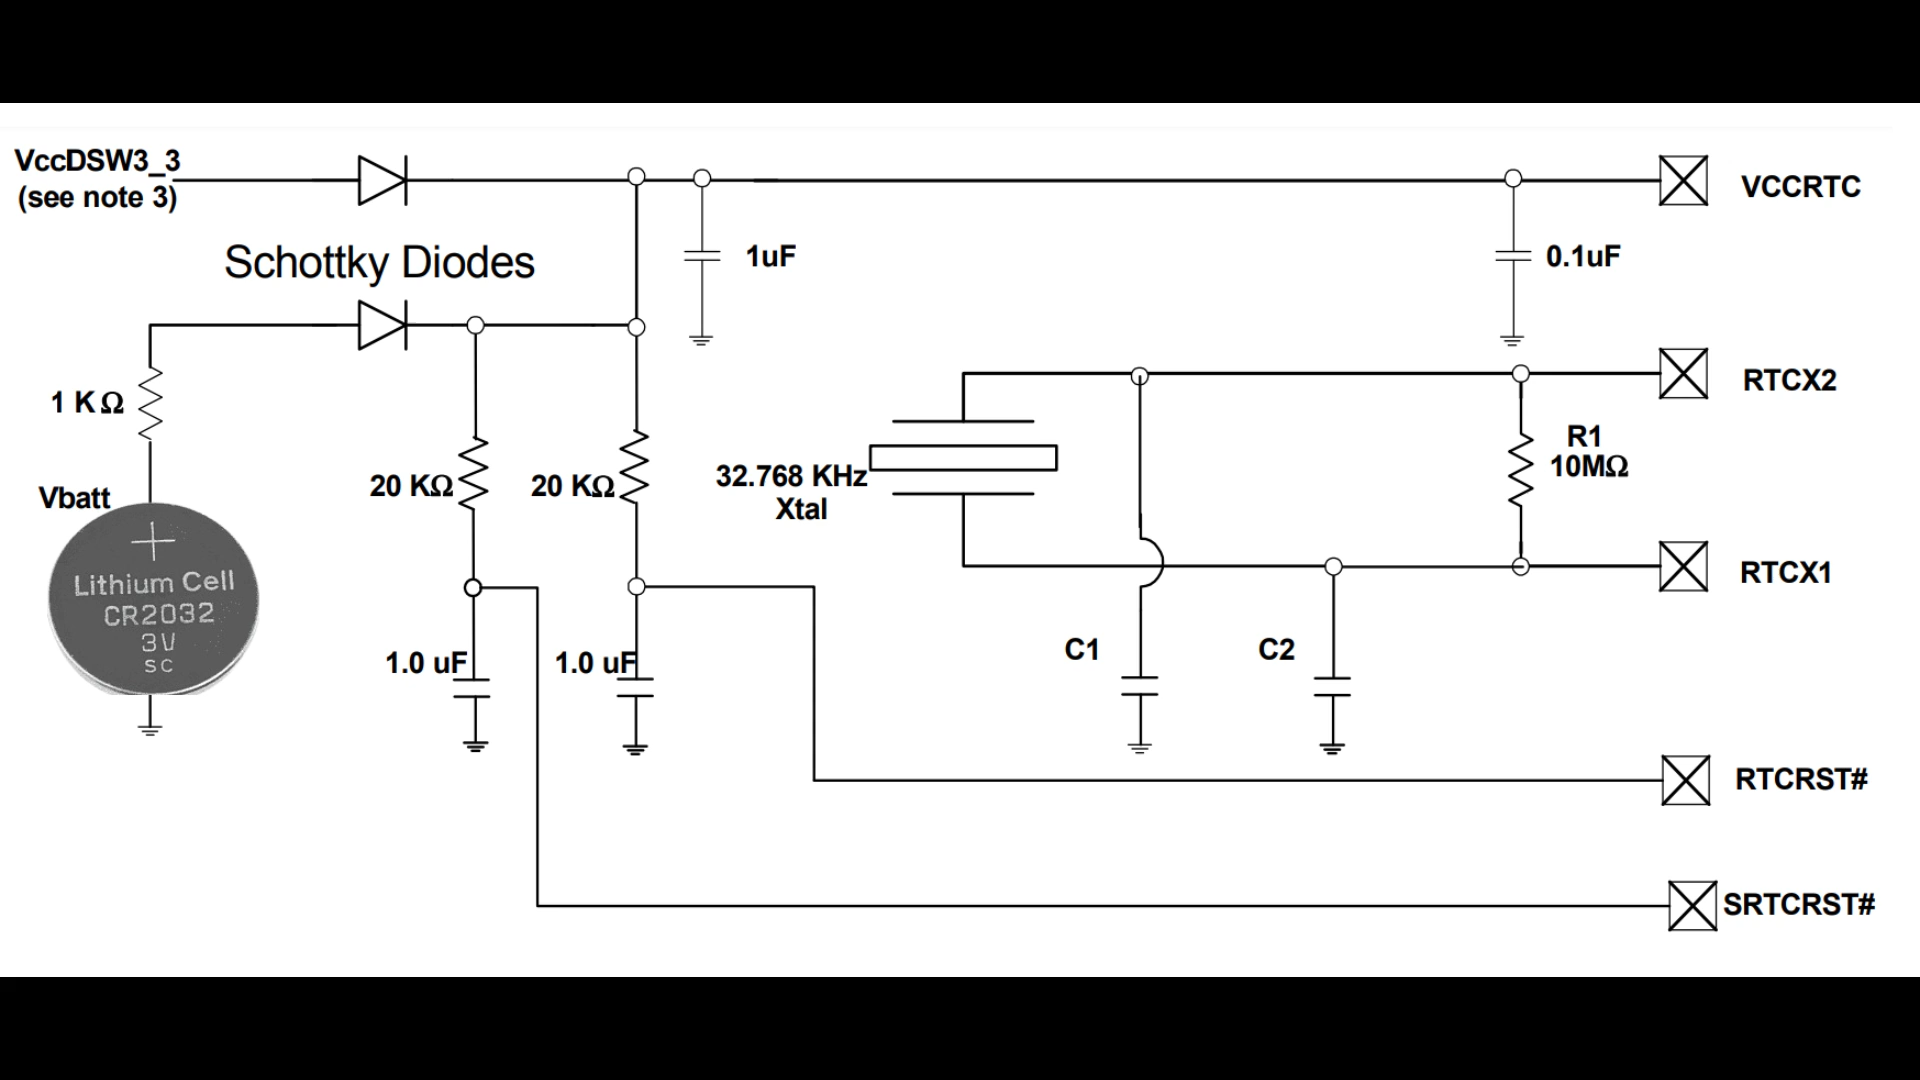 VccDSW3_3
(see note 3)
VCCRTC
Schottky Diodes
1uF
0.1uF
RTCX2
1 KΩ
R1
10MΩ
20 KΩ
20 KΩ
32.768 KHz
Xtal
Vbatt
+
Lithium Cell
CR2032
3V
SC
RTCX1
C1
C2
1.0 uF
1.0 uF
RTCRST#
SRTCRST#